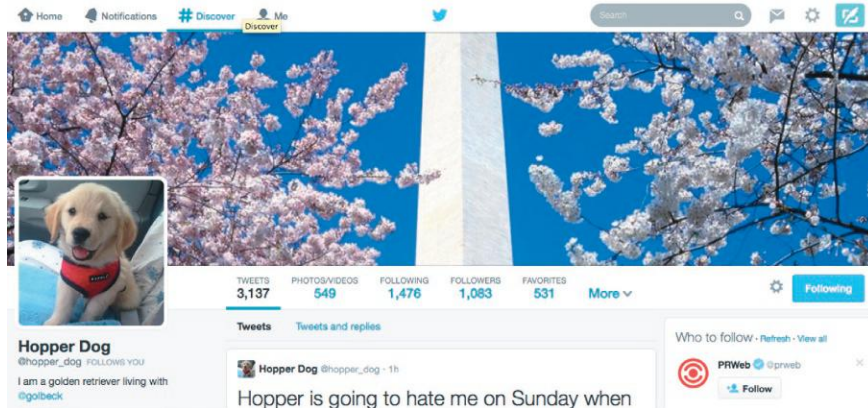 Home Notifications # Discover Me Search
Discover
TWEETS PHOTOS/VIDEOS FOLLOWING FOLLOWERS FAVORITES
3,137 549 1,476 1,083 531 More Following
Tweets Tweets and replies
Who to follow · Refresh · View all
Hopper Dog
@hopper_dog FOLLOWS YOU
I am a golden retriever living with
@golbeck
Hopper Dog @hopper_dog · 1h
Hopper is going to hate me on Sunday when
PRWeb @prweb
Follow